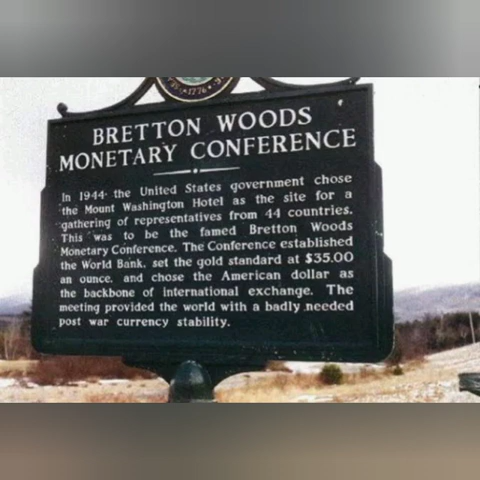 1776
BRETTON WOODS
MONETARY CONFERENCE
In 1944 the United States government chose
the Mount Washington Hotel as the site for a
gathering of representatives from 44 countries.
This was to be the famed Bretton Woods
Monetary Conference. The Conference established
the World Bank, set the gold standard at $35.00
an ounce, and chose the American dollar as
the backbone of international exchange. The
meeting provided the world with a badly needed
post war currency stability.